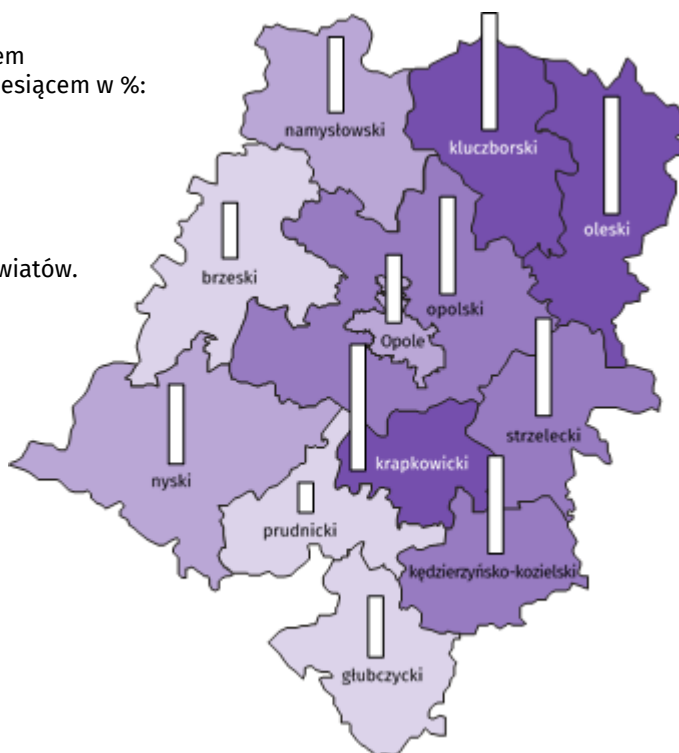 em
esiącem w %:
wiatów.
namysłowski
kluczborski
oleski
brzeski
opolski
Opole
strzelecki
krapkowicki
nyski
prudnicki
kędzierzyńsko-kozielski
głubczycki